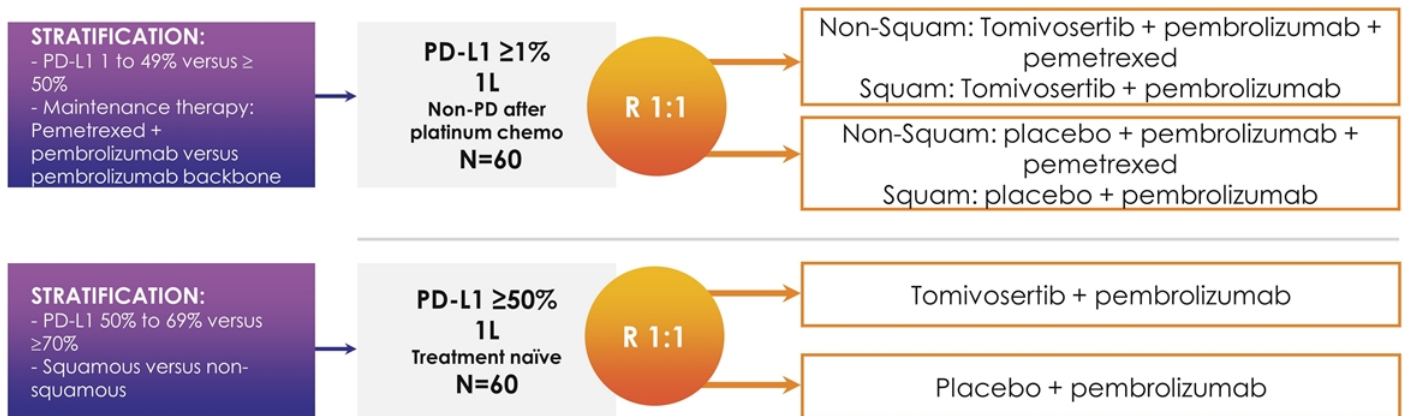 STRATIFICATION:
- PD-L1 1 to 49% versus ≥
50%
- Maintenance therapy:
Pemetrexed +
pembrolizumab versus
pembrolizumab backbone
PD-L1 ≥1%
1L
Non-PD after
platinum chemo
N=60
R 1:1
Non-Squam: Tomivosertib + pembrolizumab +
pemetrexed
Squam: Tomivosertib + pembrolizumab
Non-Squam: placebo + pembrolizumab +
pemetrexed
Squam: placebo + pembrolizumab
STRATIFICATION:
- PD-L1 50% to 69% versus
≥70%
- Squamous versus non-
squamous
PD-L1 ≥50%
1L
Treatment naïve
N=60
R 1:1
Tomivosertib + pembrolizumab
Placebo + pembrolizumab